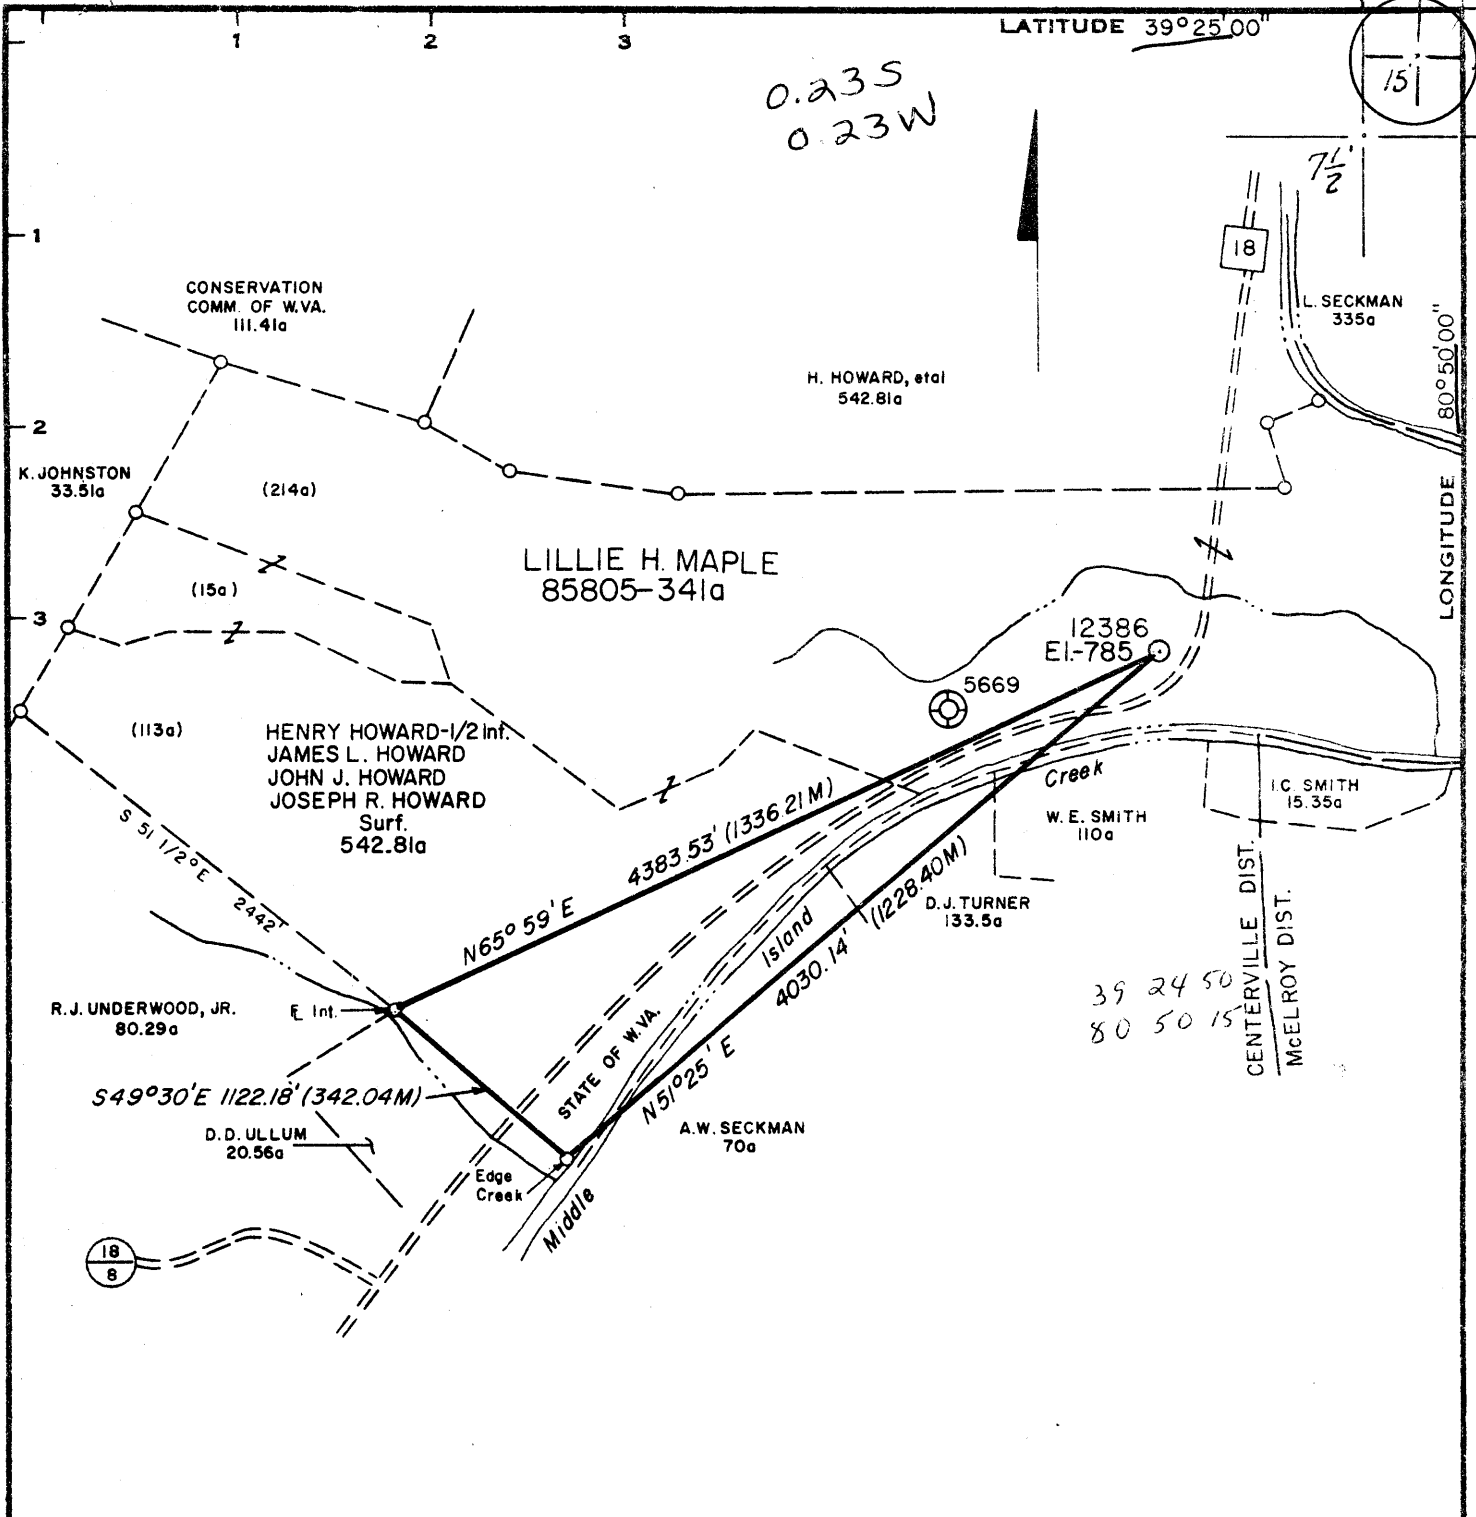 LATITUDE 39°25'00"
1 2 3
15'
7 1/2'
0.23 S
0.23 W
1
2
3
18
CONSERVATION
COMM. OF W.VA.
111.41a
L. SECKMAN
335a
LONGITUDE 80°50'00"
H. HOWARD, etal
542.81a
K. JOHNSTON
33.51a
(214a)
LILLIE H. MAPLE
85805-341a
(15a)
12386
El.-785
5669
(113a)
HENRY HOWARD-1/2 Int.
JAMES L. HOWARD
JOHN J. HOWARD
JOSEPH R. HOWARD
Surf.
542.81a
S 51 1/2° E
2442'
N65° 59' E 4383.53' (1336.21M)
Middle Island Creek
I.C. SMITH
15.35a
W. E. SMITH
110a
D.J. TURNER
133.5a
N51°25' E 4030.14' (1228.40M)
STATE OF W.VA.
39 24 50
80 50 15
CENTERVILLE DIST.
McELROY DIST.
R.J. UNDERWOOD, JR.
80.29a
℄ Int.
S49°30'E 1122.18' (342.04M)
D.D. ULLUM
20.56a
A.W. SECKMAN
70a
Edge
Creek
18
8